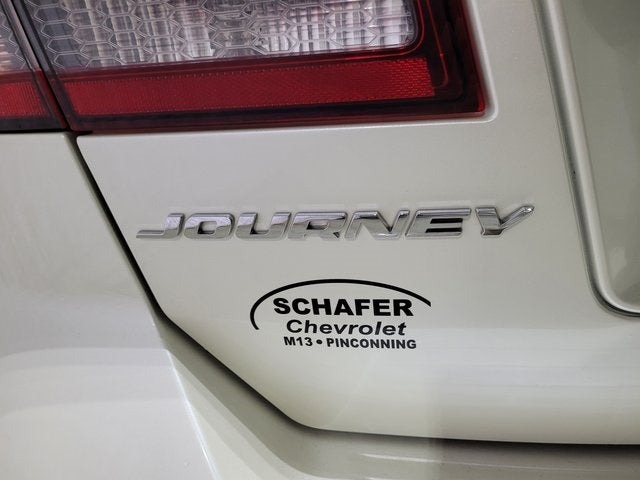 JOURNEY
SCHAFER
Chevrolet
M13 • PINCONNING